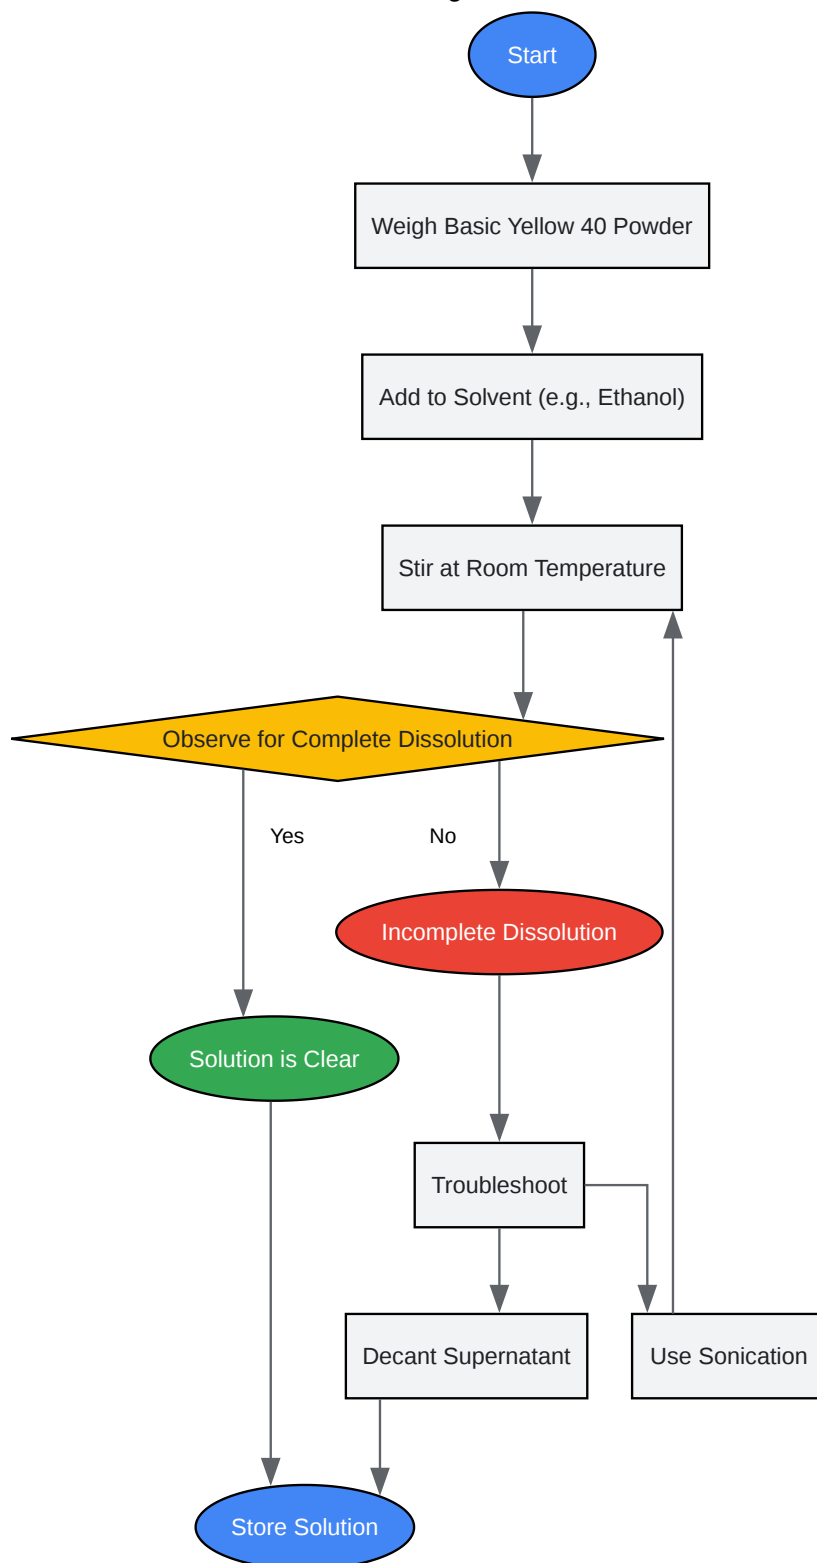 Start
Weigh Basic Yellow 40 Powder
Add to Solvent (e.g., Ethanol)
Stir at Room Temperature
Observe for Complete Dissolution
Yes
No
Incomplete Dissolution
Solution is Clear
Troubleshoot
Decant Supernatant
Use Sonication
Store Solution